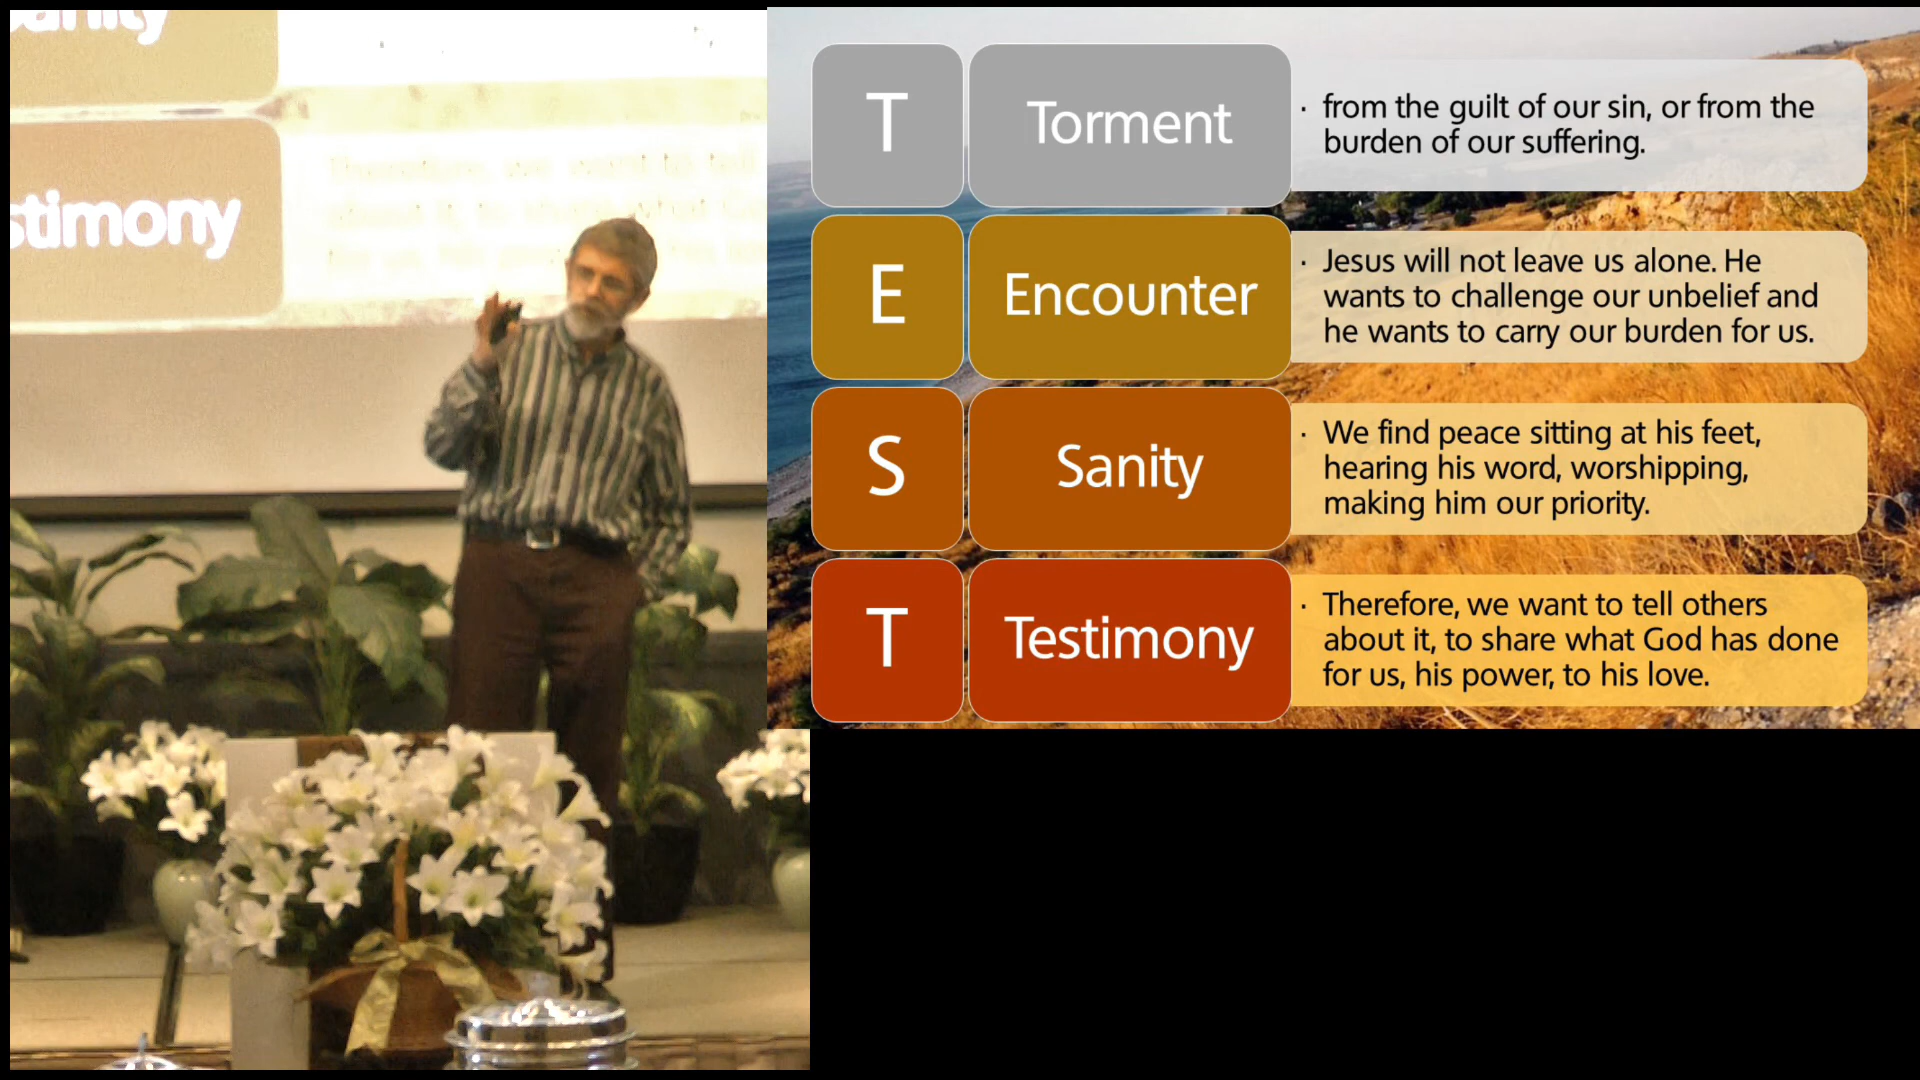 anity
stimony
T
Torment
· from the guilt of our sin, or from the
burden of our suffering.
E
Encounter
· Jesus will not leave us alone. He
wants to challenge our unbelief and
he wants to carry our burden for us.
S
Sanity
· We find peace sitting at his feet,
hearing his word, worshipping,
making him our priority.
T
Testimony
· Therefore, we want to tell others
about it, to share what God has done
for us, his power, to his love.